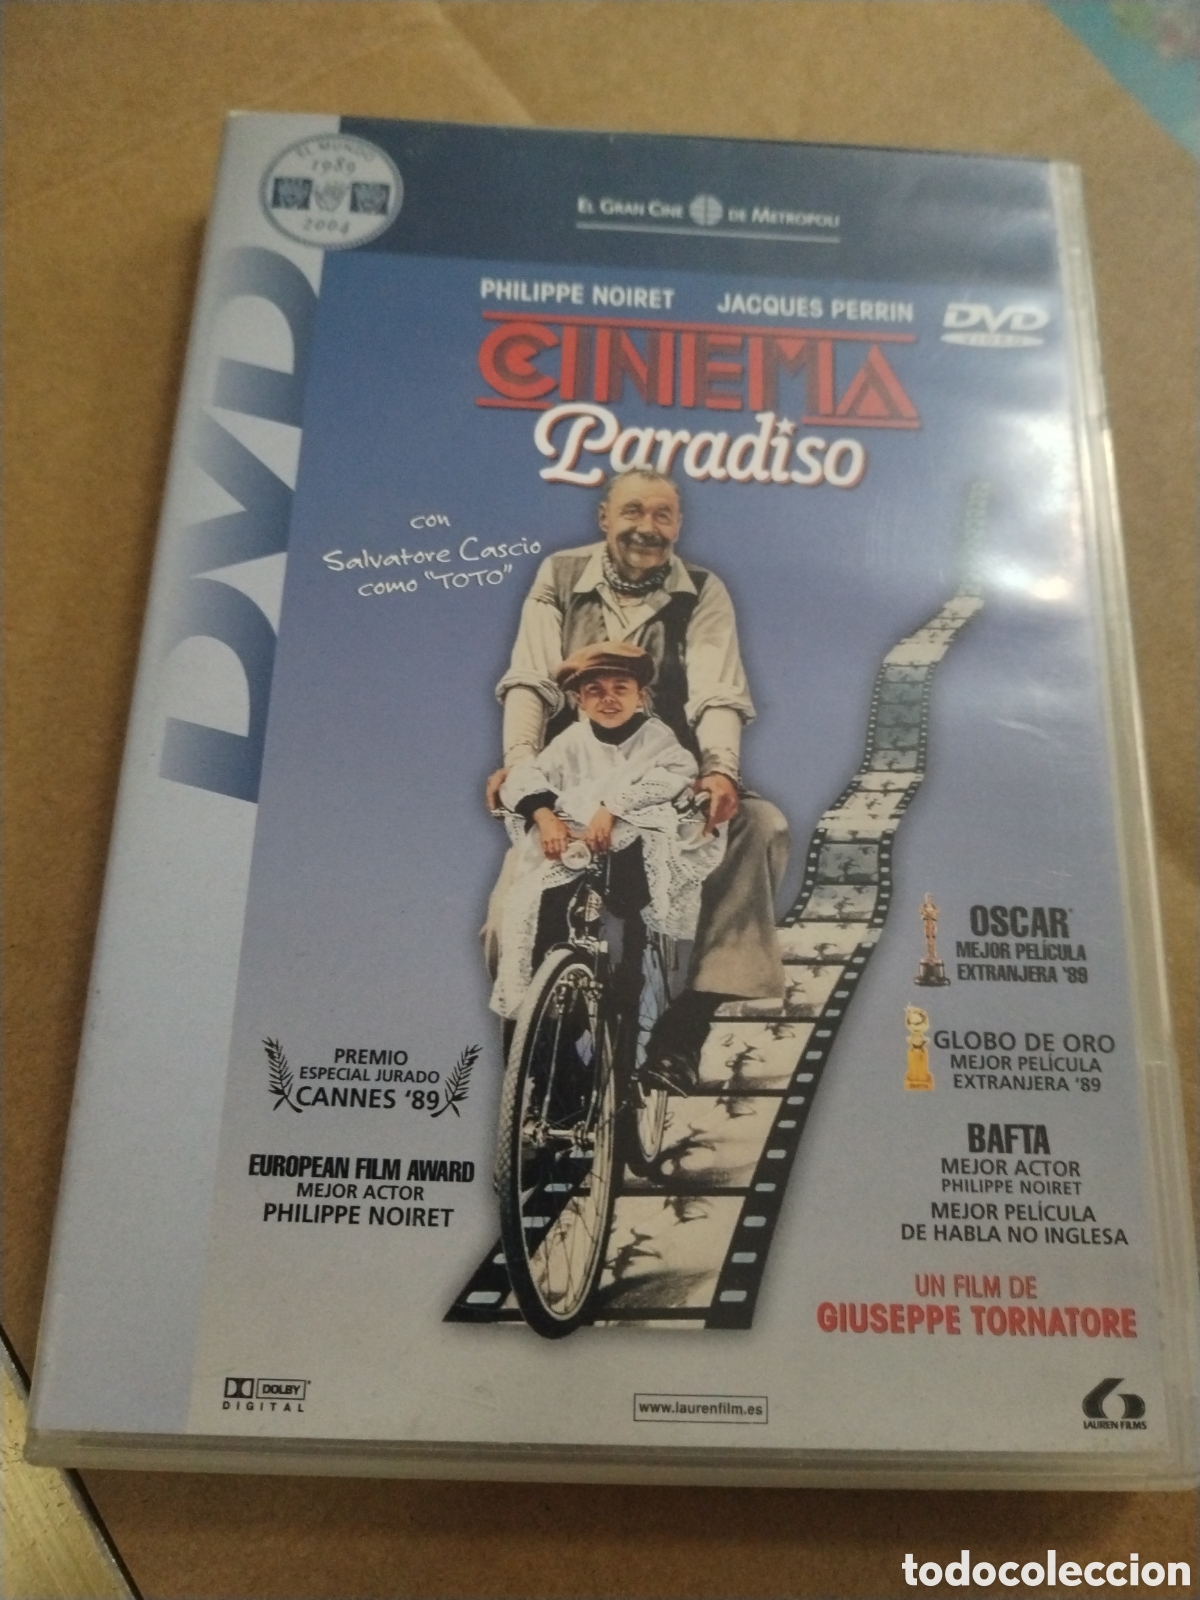 EL MUNDO
1989
2004
EL GRAN CINE DE METROPOLI
DVD
PHILIPPE NOIRET JACQUES PERRIN
DVD
VIDEO
CINEMA
Paradiso
con
Salvatore Cascio
como "TOTO"
OSCAR
MEJOR PELÍCULA
EXTRANJERA '89
GLOBO DE ORO
MEJOR PELÍCULA
EXTRANJERA '89
PREMIO
ESPECIAL JURADO
CANNES '89
BAFTA
MEJOR ACTOR
PHILIPPE NOIRET
MEJOR PELÍCULA
DE HABLA NO INGLESA
EUROPEAN FILM AWARD
MEJOR ACTOR
PHILIPPE NOIRET
UN FILM DE
GIUSEPPE TORNATORE
DOLBY
DIGITAL
www.laurenfilm.es
LAUREN FILMS
todocoleccion